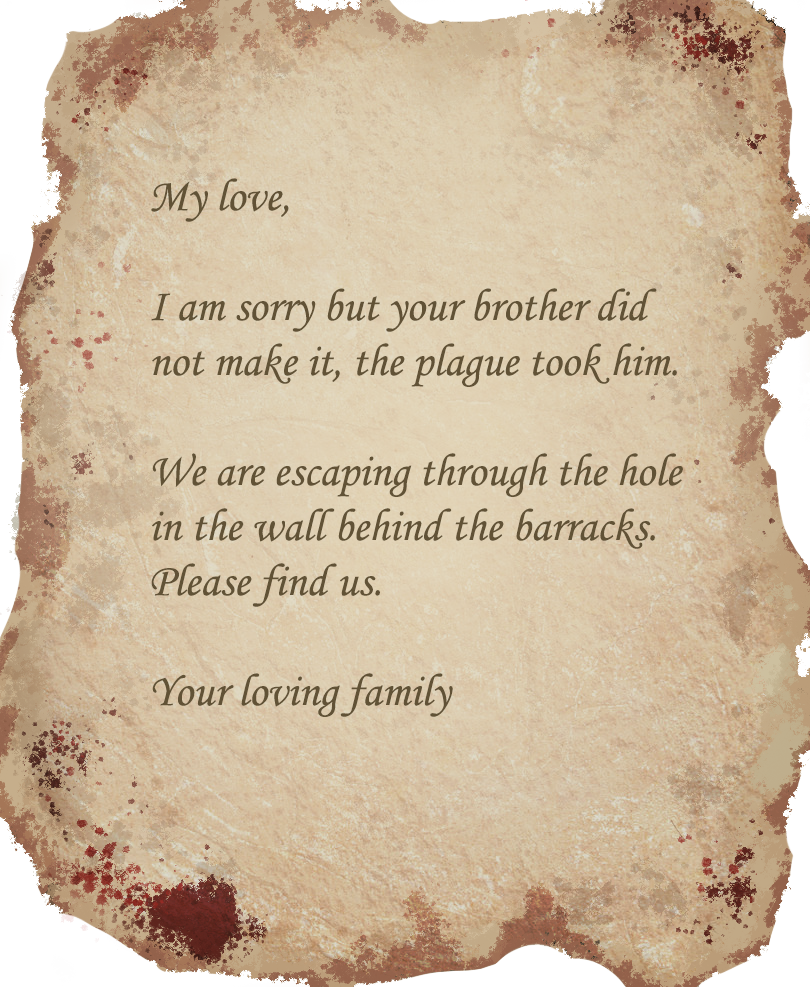 My love,
I am sorry but your brother did
not make it, the plague took him.
We are escaping through the hole
in the wall behind the barracks.
Please find us.
Your loving family